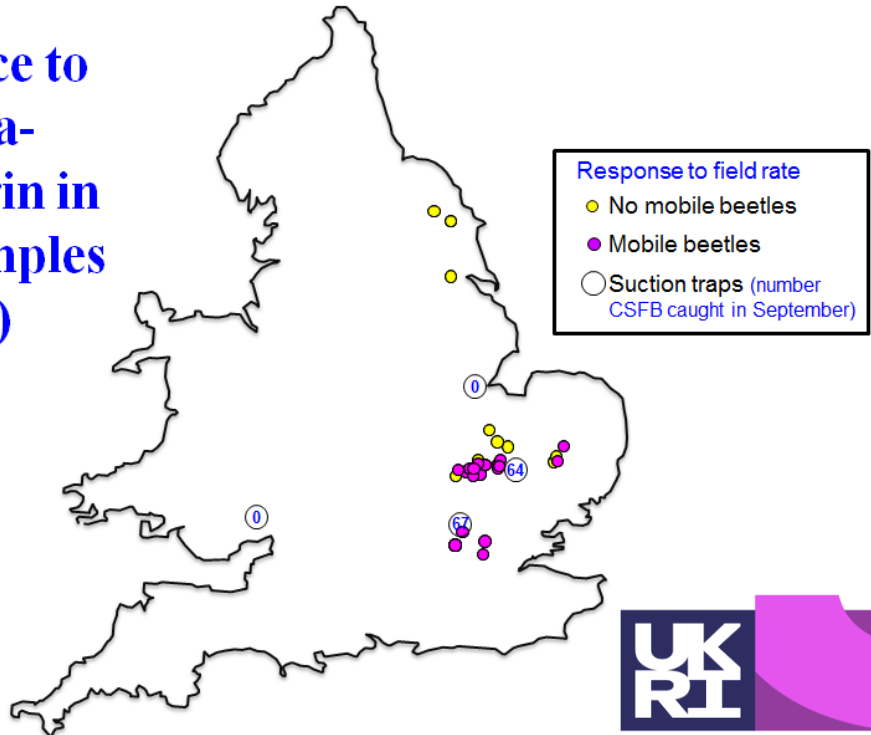 ce to
a-
rin in
nples
)
Response to field rate
No mobile beetles
Mobile beetles
Suction traps (number
CSFB caught in September)
0
64
0
67
UK
RI